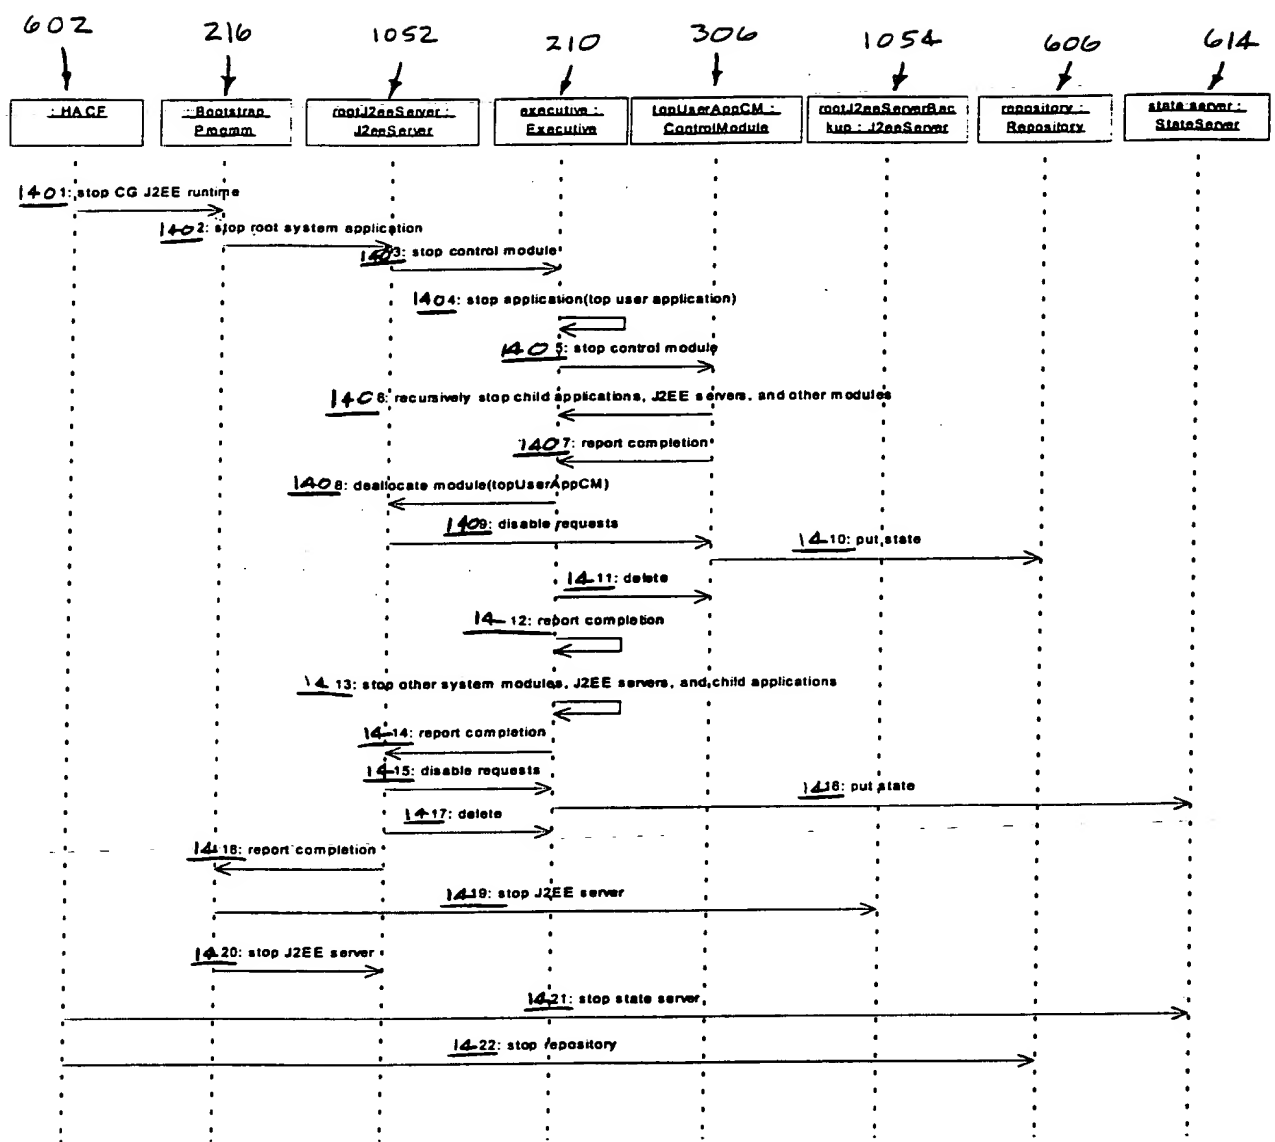 602 216 1052 210 306 1054 606 614
: HACF
: Bootstrap
Program
rootJ2eeServer :
J2eeServer
executive :
Executive
topUserAppCM :
ControlModule
rootJ2eeServerBac
kup : J2eeServer
repository :
Repository
state server :
StateServer
1401: stop CG J2EE runtime
1402: stop root system application
1403: stop control module
1404: stop application(top user application)
1405: stop control module
1406: recursively stop child applications, J2EE servers, and other modules
1407: report completion
1408: deallocate module(topUserAppCM)
1409: disable requests
1410: put state
1411: delete
1412: report completion
1413: stop other system modules, J2EE servers, and child applications
1414: report completion
1415: disable requests
1416: put state
1417: delete
1418: report completion
1419: stop J2EE server
1420: stop J2EE server
1421: stop state server
1422: stop repository